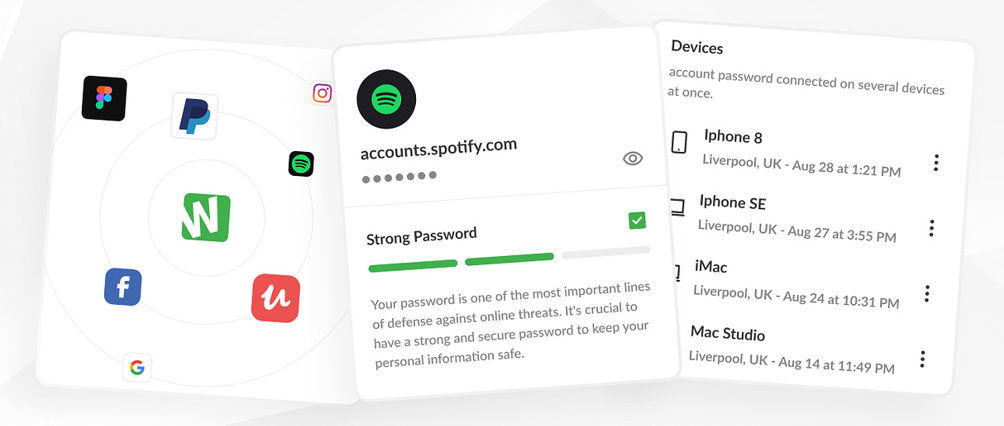 W
accounts.spotify.com
Strong Password
Your password is one of the most important lines
of defense against online threats. It's crucial to
have a strong and secure password to keep your
personal information safe.
Devices
account password connected on several devices
at once.
Iphone 8
Liverpool, UK - Aug 28 at 1:21 PM
Iphone SE
Liverpool, UK - Aug 27 at 3:55 PM
iMac
Liverpool, UK - Aug 24 at 10:31 PM
Mac Studio
Liverpool, UK - Aug 14 at 11:49 PM